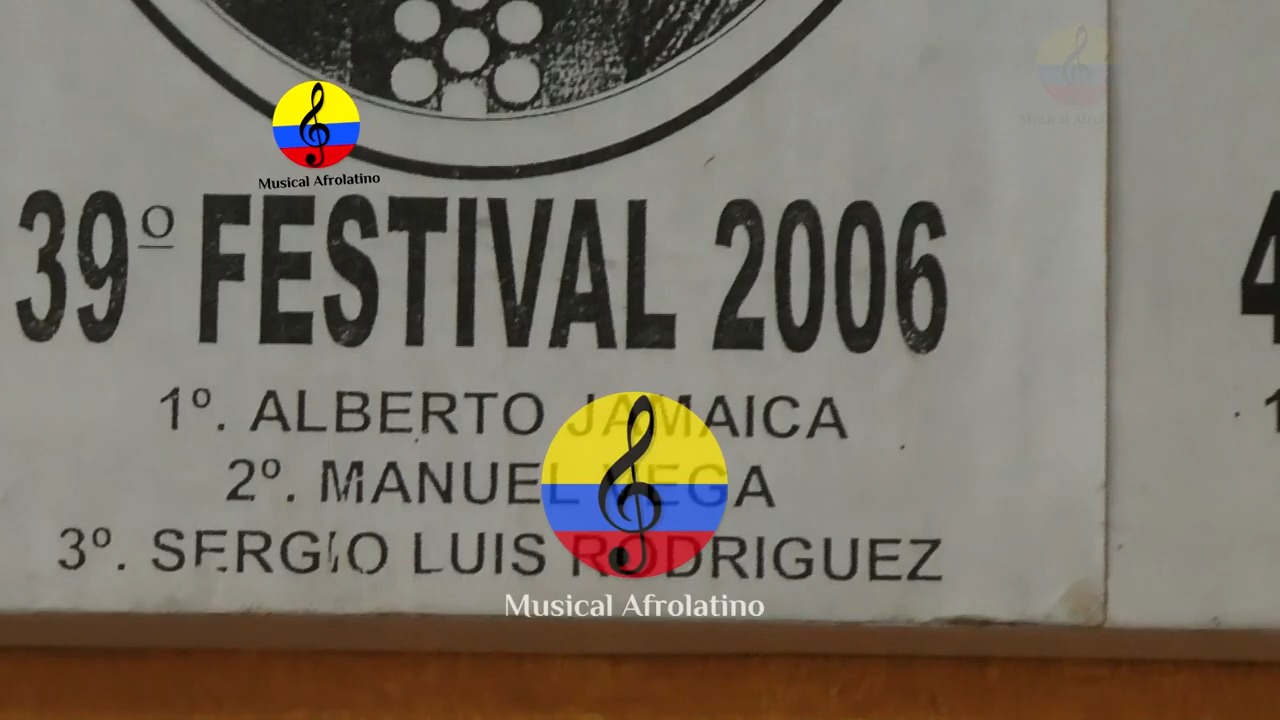 Musical Afrolatino
39º FESTIVAL 2006
1º. ALBERTO JAMAICA
2º. MANUEL VEGA
3º. SERGIO LUIS RODRIGUEZ
Musical Afrolatino